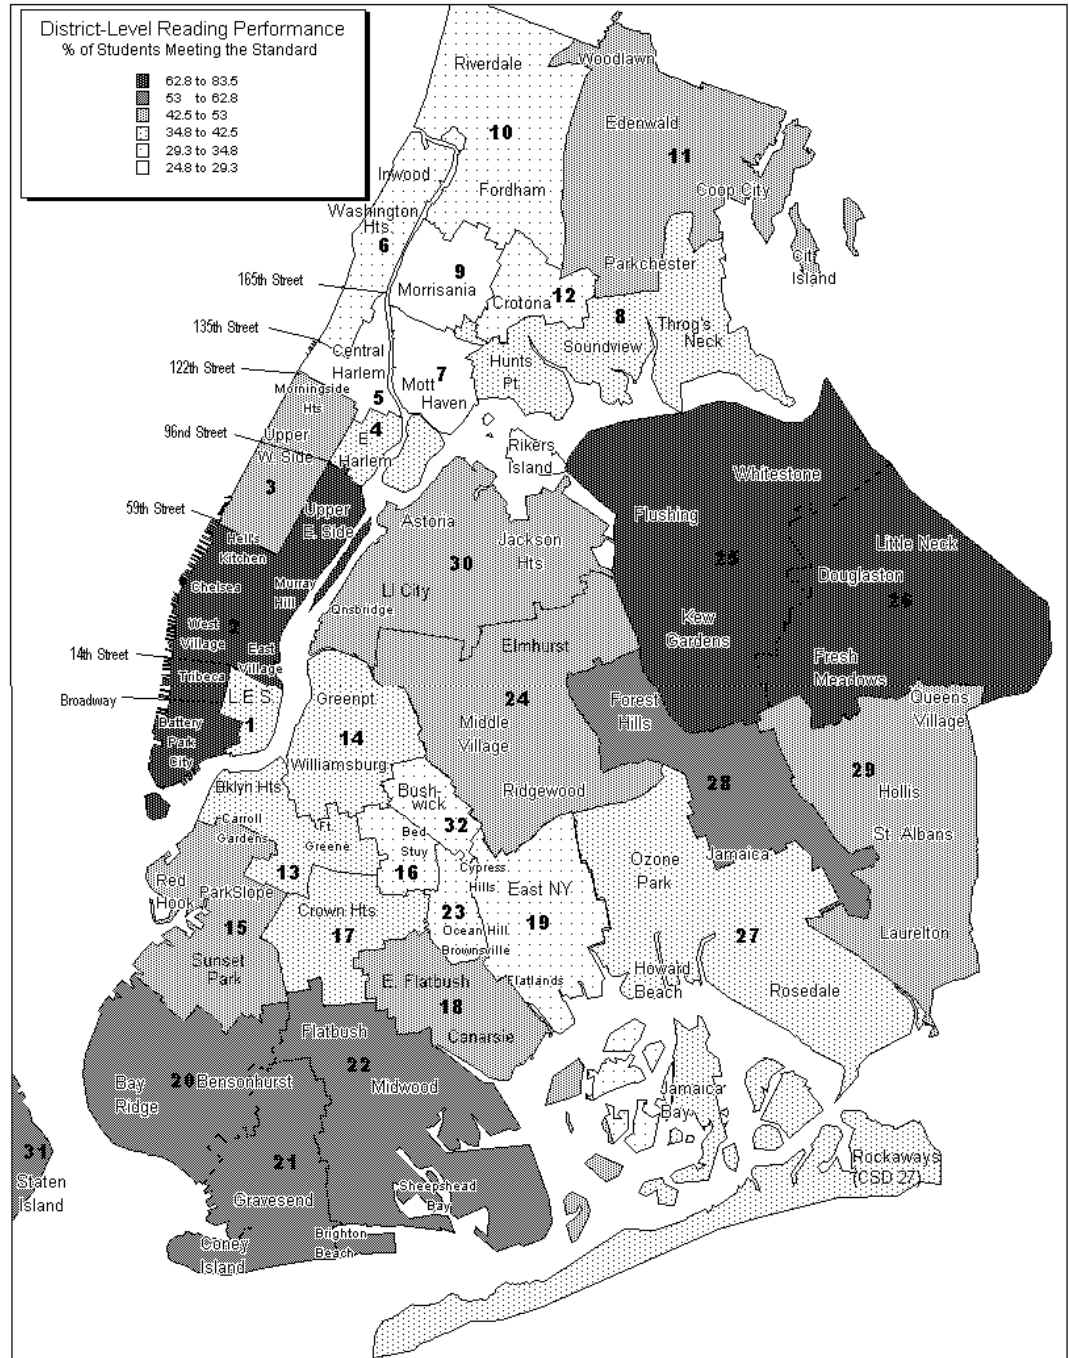 District-Level Reading Performance
% of Students Meeting the Standard
62.8 to 83.5
53 to 62.8
42.5 to 53
34.8 to 42.5
29.3 to 34.8
24.8 to 29.3
Woodlawn
Riverdale
Edenwald
10
11
Inwood
Fordham
Coop City
Washington
Hts.
6
City
Island
Parkchester
9
Morrisania
165th Street
12
Crotona
8
Throg's
Neck
135th Street
Soundview
Central
Harlem
Hunts
Pt.
122th Street
7
Mott
Haven
Morningside
Hts
5
4
E.
Harlem
96nd Street
Upper
W. Side
Rikers
Island
Whitestone
3
59th Street
Upper
E. Side
Flushing
Astoria
Hell's
Kitchen
Jackson
Hts
Little Neck
30
25
Douglaston
Chelsea
Murray
Hill
LI City
26
Qnsbridge
Kew
Gardens
2
West
Village
Elmhurst
East
Village
14th Street
Fresh
Meadows
Tribeca
L.E.S.
Broadway
Greenpt.
24
Forest
Hills
Queens
Village
1
Battery
Park
City
14
Middle
Village
Williamsburg
29
28
Bklyn Hts
Bush-
wick
Ridgewood
Hollis
Carroll
Gardens
Ft.
Greene
32
Bed
Stuy
St. Albans
Jamaica
Ozone
Park
13
16
Cypress
Hills
Red
Hook
ParkSlope
East NY
Crown Hts
23
19
15
17
Ocean Hill
Brownsville
27
Laurelton
Sunset
Park
Howard
Beach
E. Flatbush
Flatlands
Rosedale
18
Flatbush
Canarsie
22
20
Bensonhurst
Bay
Ridge
Midwood
Jamaica
Bay
31
Staten
Island
21
Rockaways
(CSD 27)
Gravesend
Sheepshead
Bay
Brighton
Beach
Coney
Island